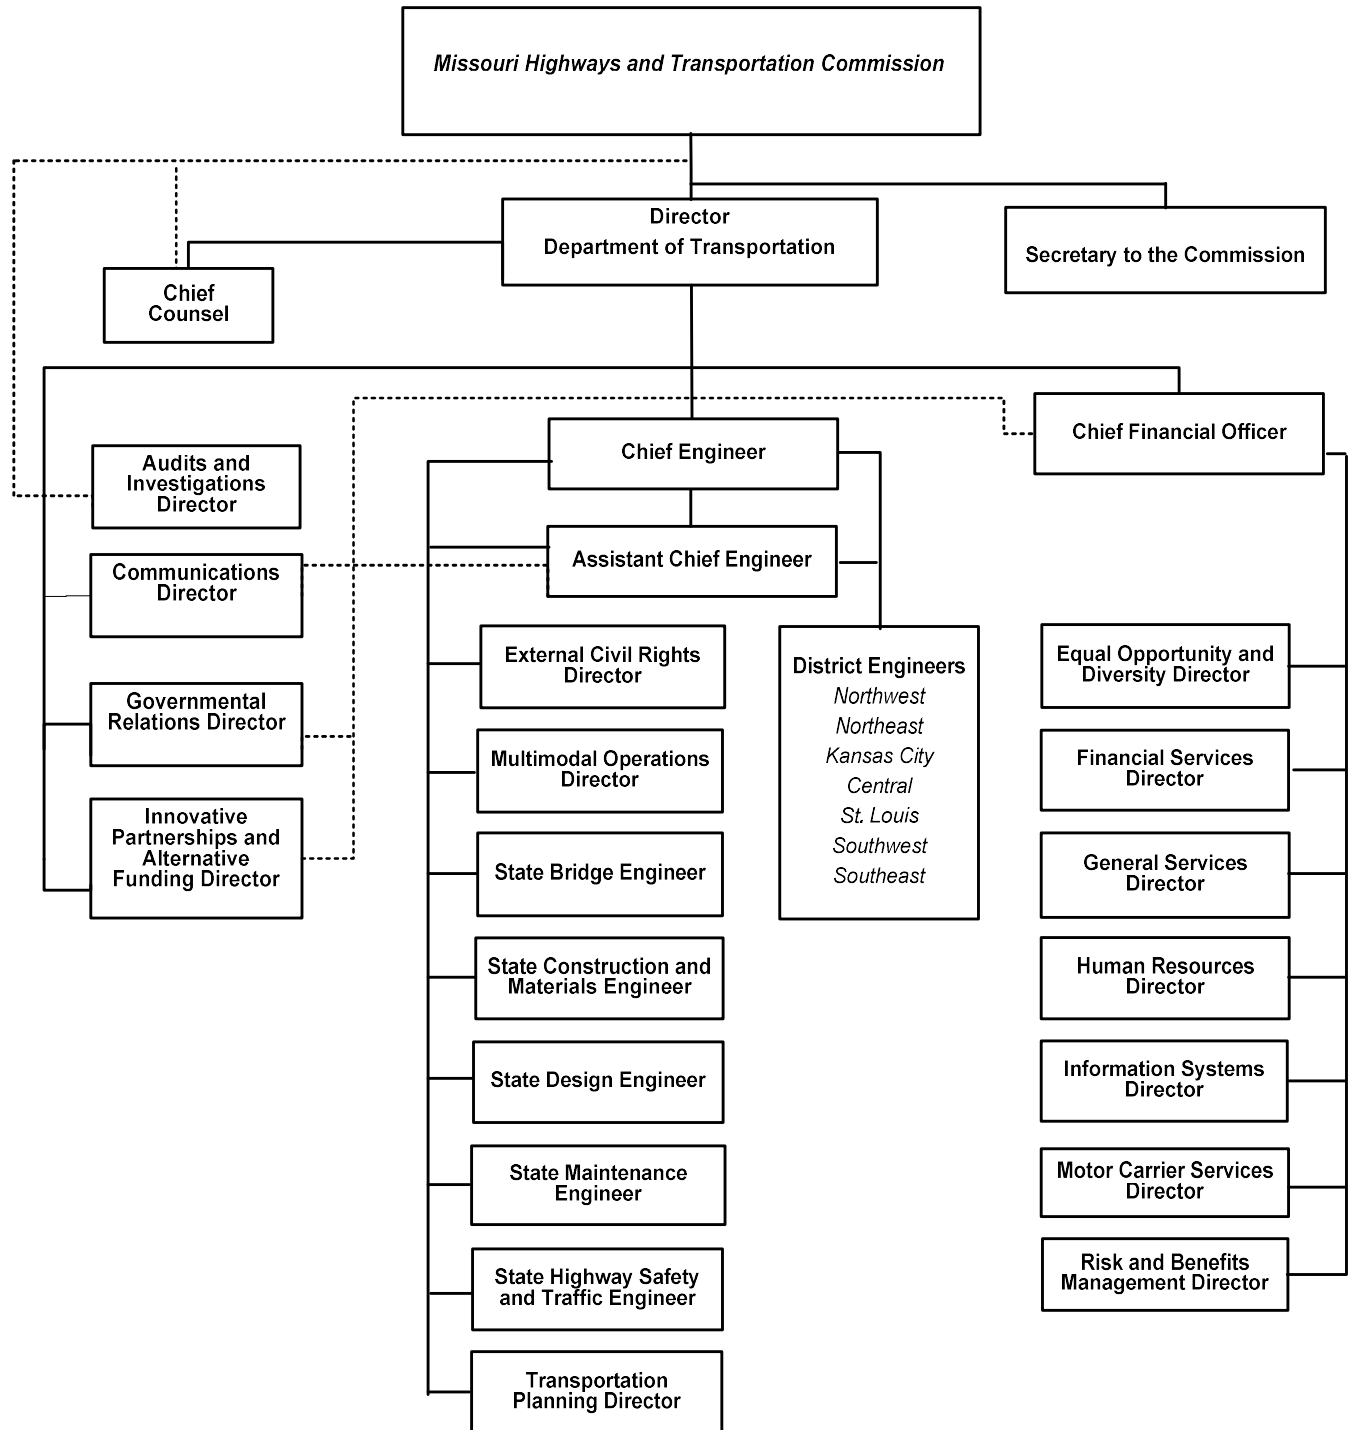 Missouri Highways and Transportation Commission
Director
Department of Transportation
Secretary to the Commission
Chief
Counsel
Chief Financial Officer
Chief Engineer
Audits and
Investigations
Director
Assistant Chief Engineer
Communications
Director
External Civil Rights
Director
District Engineers
Northwest
Northeast
Kansas City
Central
St. Louis
Southwest
Southeast
Equal Opportunity and
Diversity Director
Governmental
Relations Director
Multimodal Operations
Director
Financial Services
Director
Innovative
Partnerships and
Alternative
Funding Director
State Bridge Engineer
General Services
Director
State Construction and
Materials Engineer
Human Resources
Director
State Design Engineer
Information Systems
Director
State Maintenance
Engineer
Motor Carrier Services
Director
State Highway Safety
and Traffic Engineer
Risk and Benefits
Management Director
Transportation
Planning Director